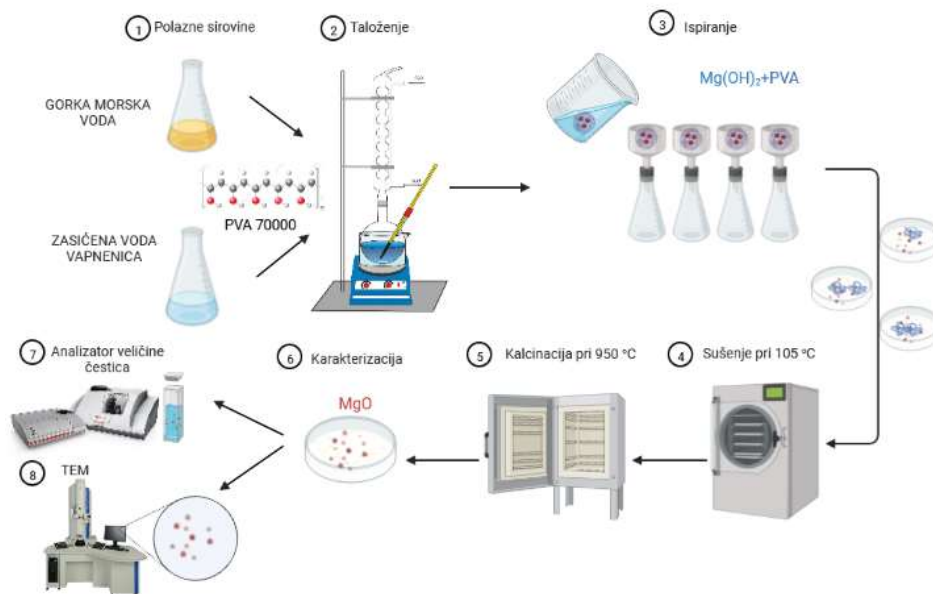 1 Polazne sirovine
2 Taloženje
3 Ispiranje
GORKA MORSKA
VODA
PVA 70000
ZASIĆENA VODA
VAPNENICA
Mg(OH)₂+PVA
7 Analizator veličine
čestica
6 Karakterizacija
MgO
5 Kalcinacija pri 950 °C
4 Sušenje pri 105 °C
8 TEM